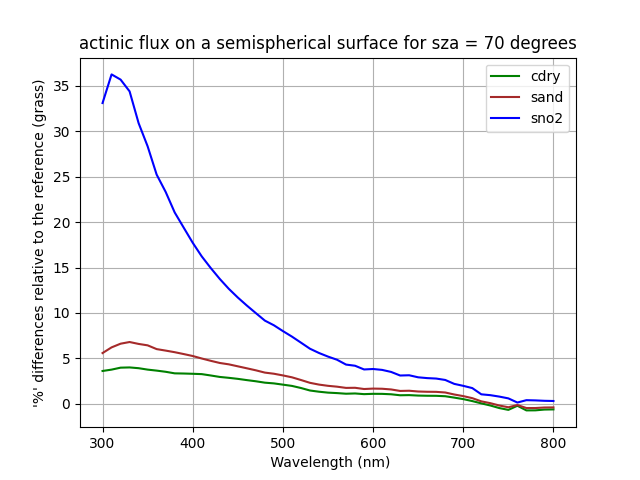 actinic flux on a semispherical surface for sza = 70 degrees
'%' differences relative to the reference (grass)
35
30
25
20
15
10
5
0
cdry
sand
sno2
300 400 500 600 700 800
Wavelength (nm)